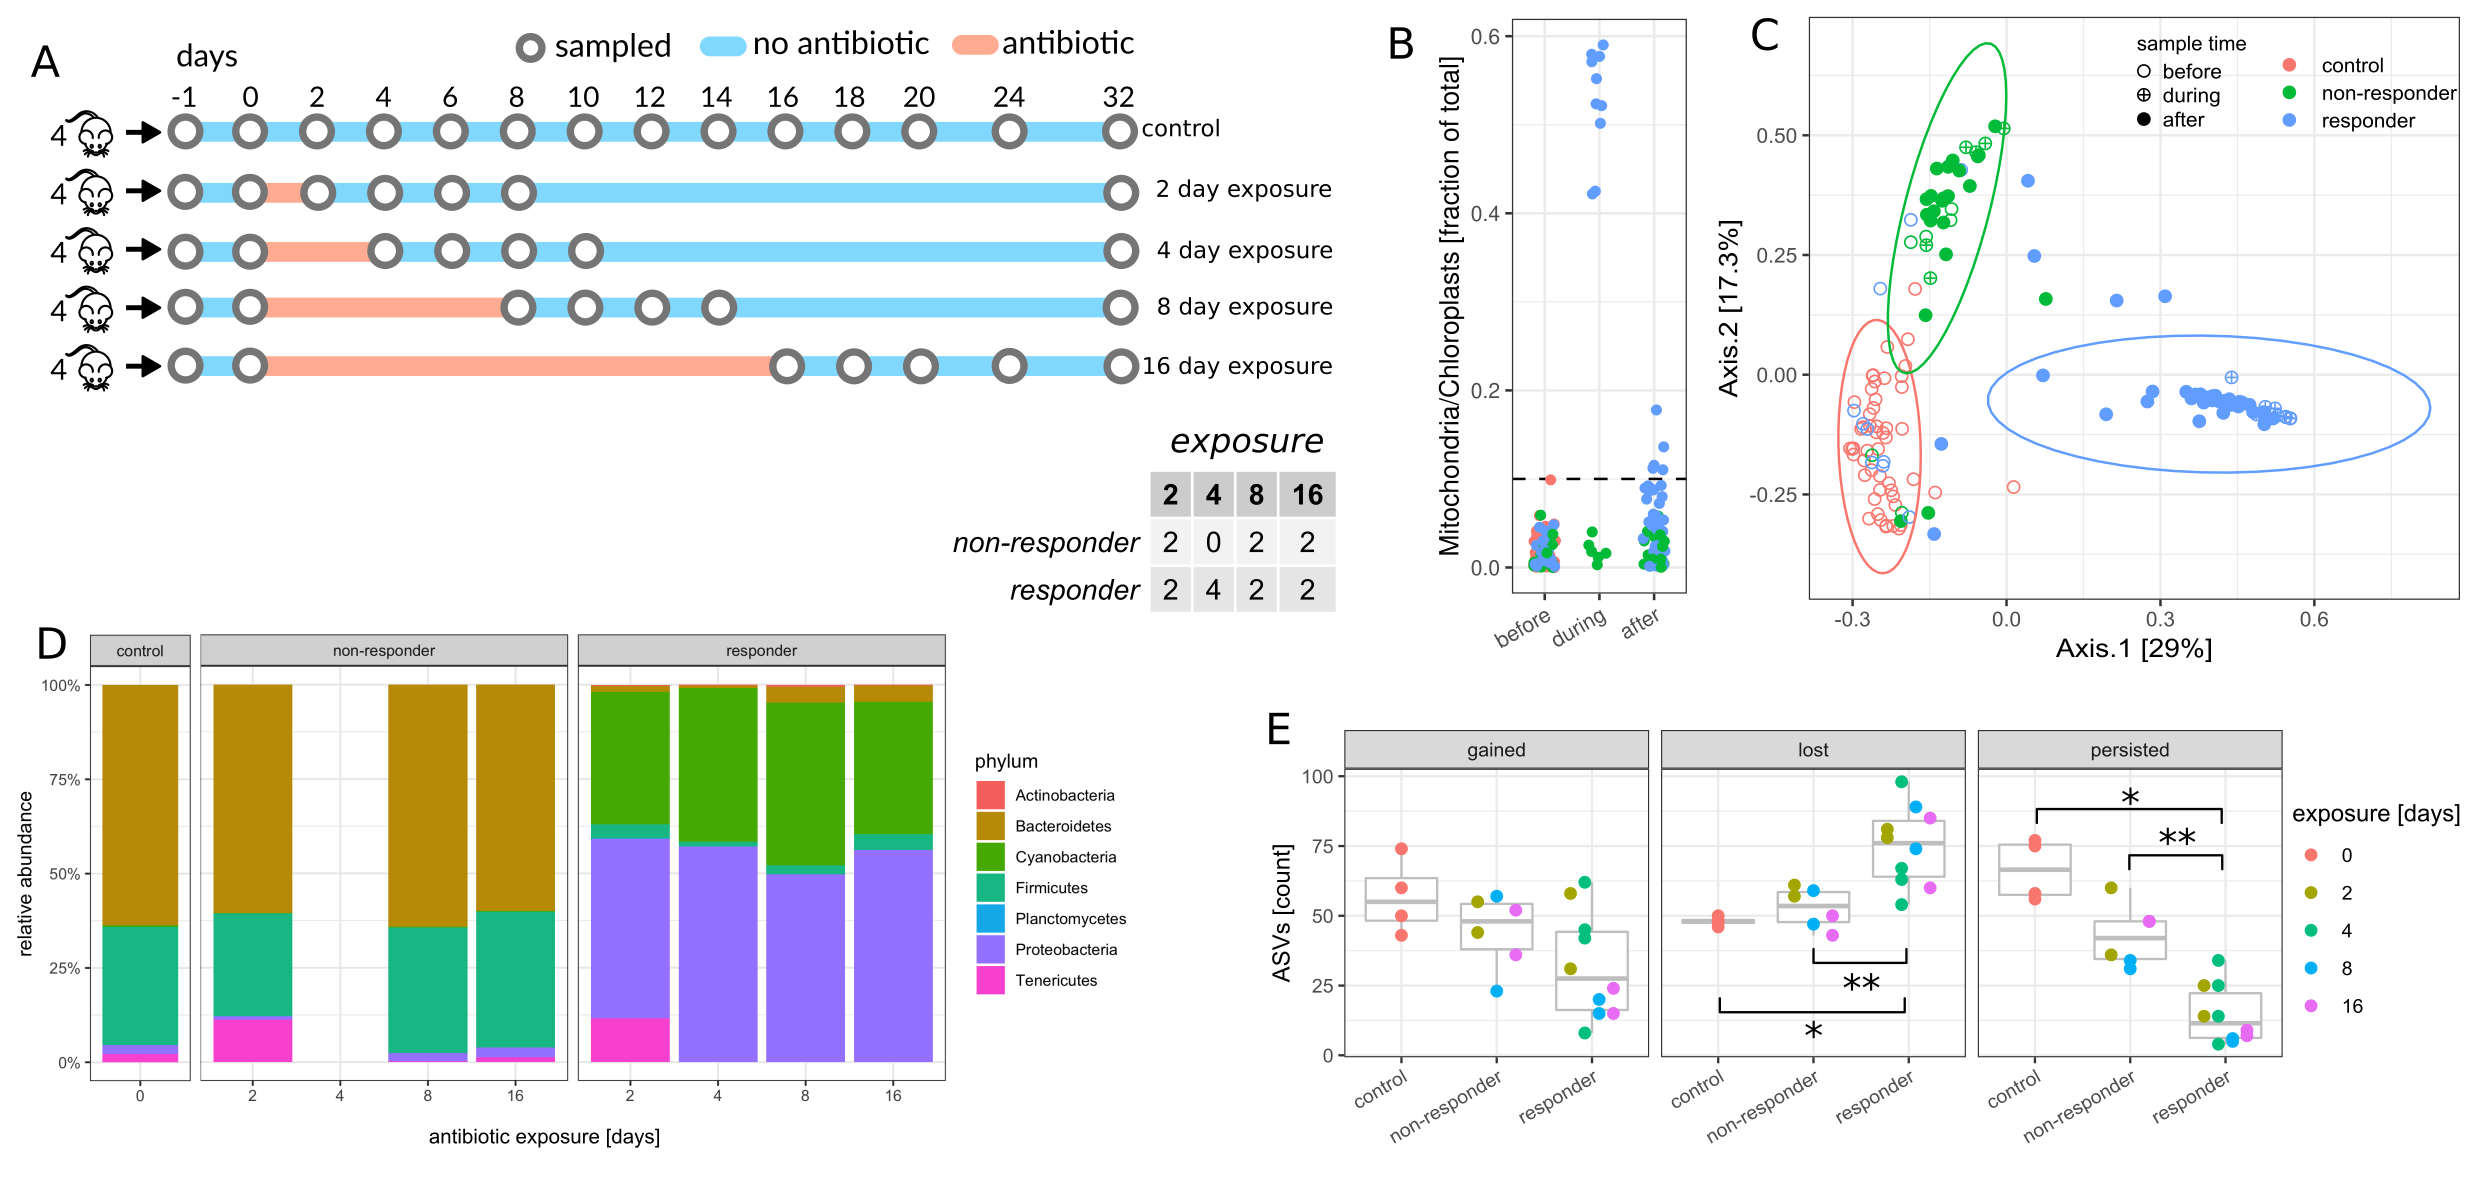 A
days
sampled no antibiotic antibiotic
-1 0 2 4 6 8 10 12 14 16 18 20 24 32
4 control
4 2 day exposure
4 4 day exposure
4 8 day exposure
4 16 day exposure
exposure
2 4 8 16
non-responder 2 0 2 2
responder 2 4 2 2
B
Mitochondria/Chloroplasts [fraction of total]
0.6
0.4
0.2
0.0
before during after
C
sample time
before
during
after
control
non-responder
responder
Axis.2 [17.3%]
0.50
0.25
0.00
-0.25
-0.3 0.0 0.3 0.6
Axis.1 [29%]
D
control non-responder responder
relative abundance
100%
75%
50%
25%
0%
0 2 4 8 16 2 4 8 16
antibiotic exposure [days]
phylum
Actinobacteria
Bacteroidetes
Cyanobacteria
Firmicutes
Planctomycetes
Proteobacteria
Tenericutes
E
gained lost persisted
ASVs [count]
100
75
50
25
0
**
*
*
**
control non-responder responder control non-responder responder control non-responder responder
exposure [days]
0
2
4
8
16